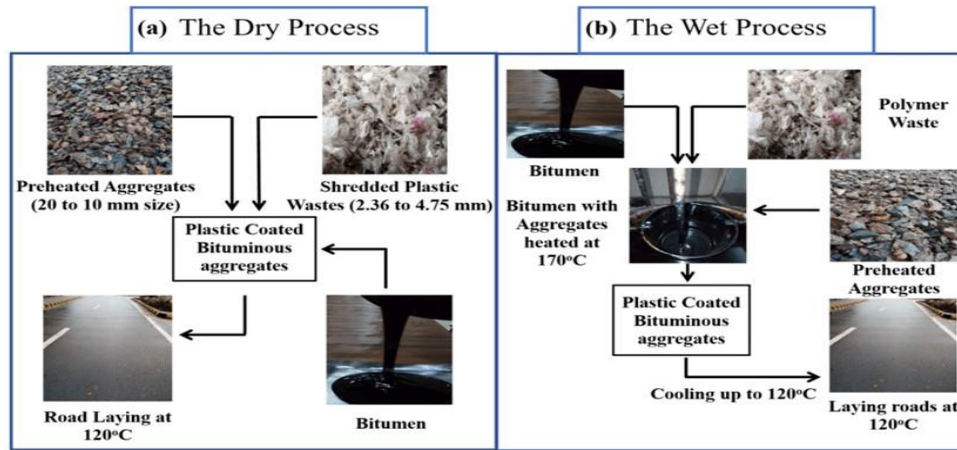 (a) The Dry Process
Preheated Aggregates
(20 to 10 mm size)
Shredded Plastic
Wastes (2.36 to 4.75 mm)
Plastic Coated
Bituminous
aggregates
Road Laying at
120°C
Bitumen
(b) The Wet Process
Bitumen
Polymer
Waste
Bitumen with
Aggregates
heated at
170°C
Preheated
Aggregates
Plastic Coated
Bituminous
aggregates
Cooling up to 120°C
Laying roads at
120°C